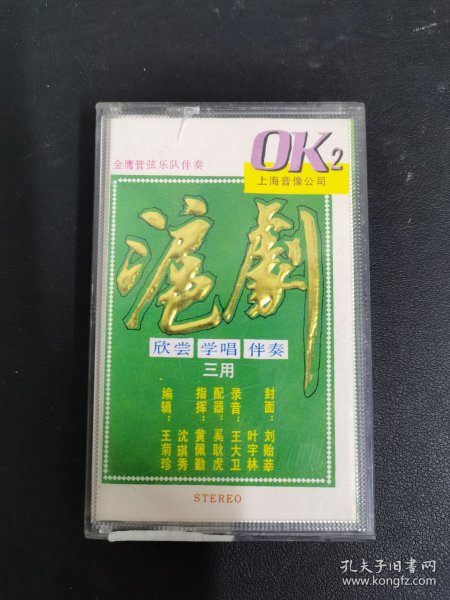 金鹰管弦乐队伴奏
OK2
上海音像公司
滬劇
欣尝 学唱 伴奏
三用
封面：刘贻莘
录音：王大卫 叶字林
配器：奚耿虎
指挥：黄佩勤
编辑：王菊珍 沈琪秀
STEREO
孔夫子旧书网
www.kongfz.com